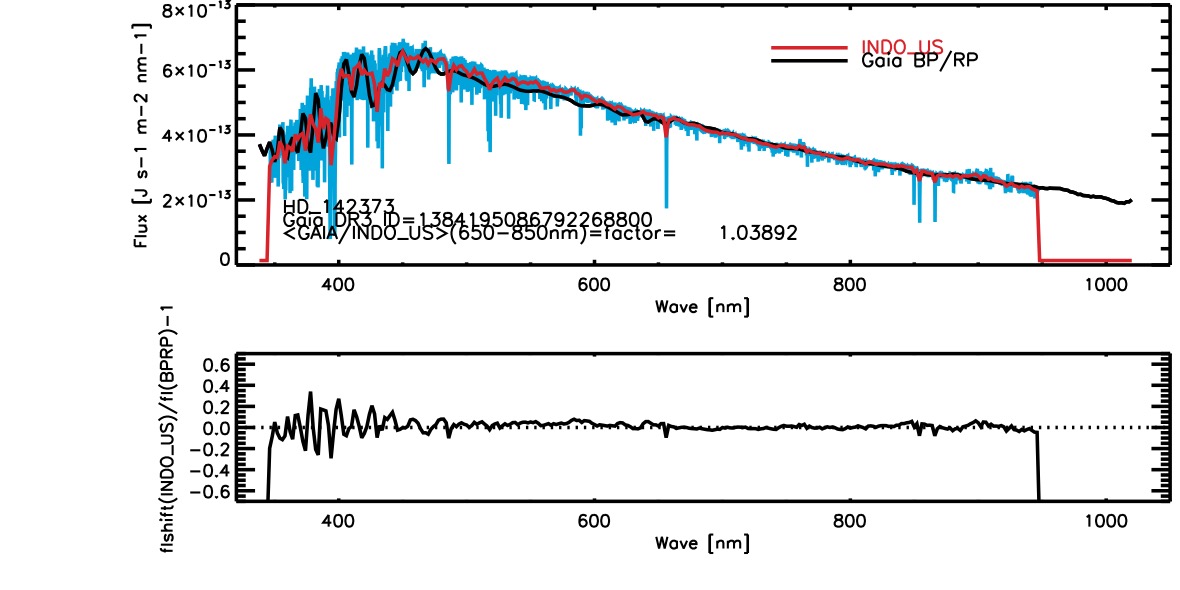 8×10−13
6×10−13
4×10−13
2×10−13
0
Flux [J s−1 m−2 nm−1]
INDO_US
Gaia BP/RP
HD_142373
Gaia DR3 ID=1384195086792268800
<GAIA/INDO_US>(650−850nm)=factor= 1.03892
400 600 800 1000
Wave [nm]
flshift(INDO_US)/fl(BPRP)−1
0.6
0.4
0.2
0.0
−0.2
−0.4
−0.6
400 600 800 1000
Wave [nm]